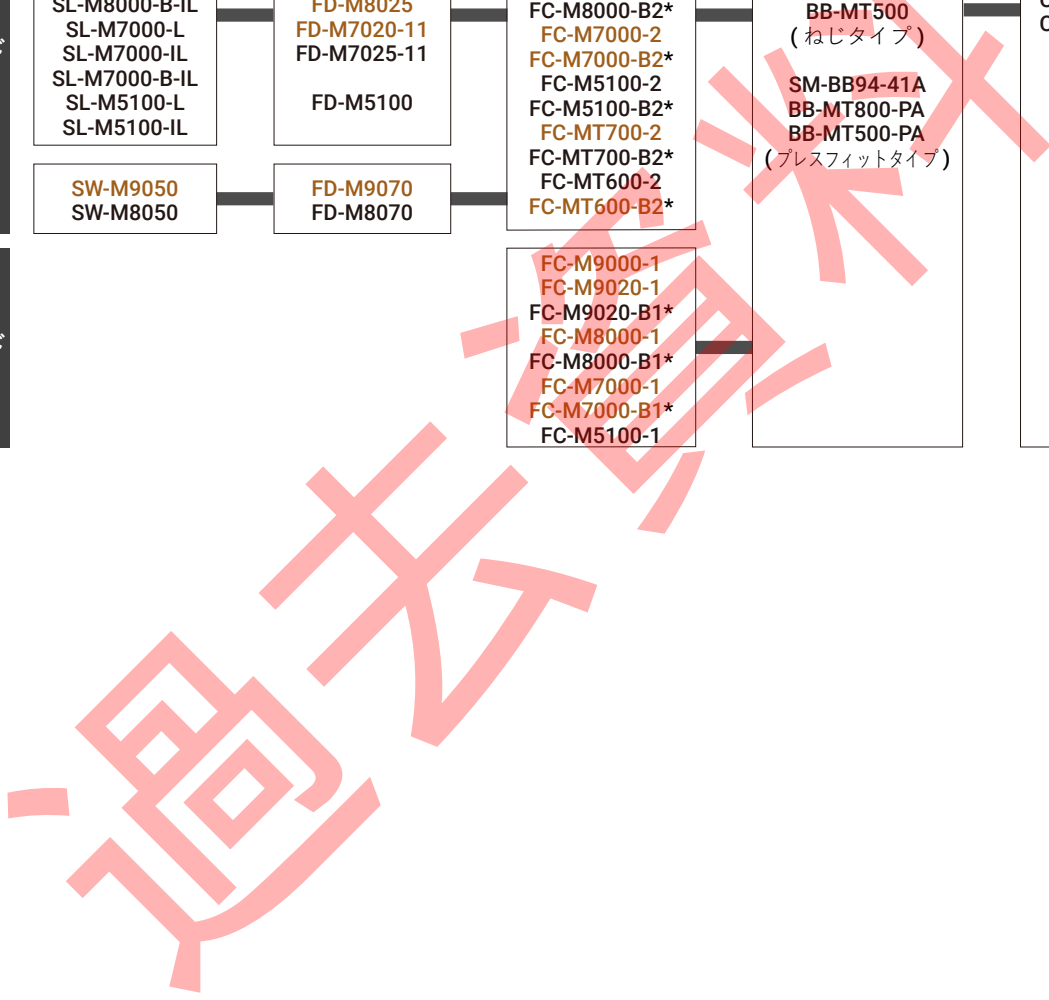 SL-M8000-B-IL
SL-M7000-L
SL-M7000-IL
SL-M7000-B-IL
SL-M5100-L
SL-M5100-IL
SW-M9050
SW-M8050
FD-M8025
FD-M7020-11
FD-M7025-11
FD-M5100
FD-M9070
FD-M8070
FC-M8000-B2*
FC-M7000-2
FC-M7000-B2*
FC-M5100-2
FC-M5100-B2*
FC-MT700-2
FC-MT700-B2*
FC-MT600-2
FC-MT600-B2*
FC-M9000-1
FC-M9020-1
FC-M9020-B1*
FC-M8000-1
FC-M8000-B1*
FC-M7000-1
FC-M7000-B1*
FC-M5100-1
BB-MT500
(ねじタイプ)
SM-BB94-41A
BB-MT800-PA
BB-MT500-PA
(プレスフィットタイプ)
過去資料